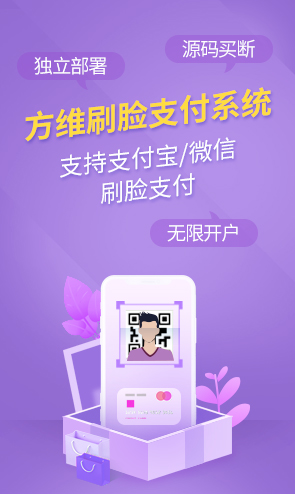 源码买断
独立部署
方维刷脸支付系统
支持支付宝/微信
刷脸支付
无限开户